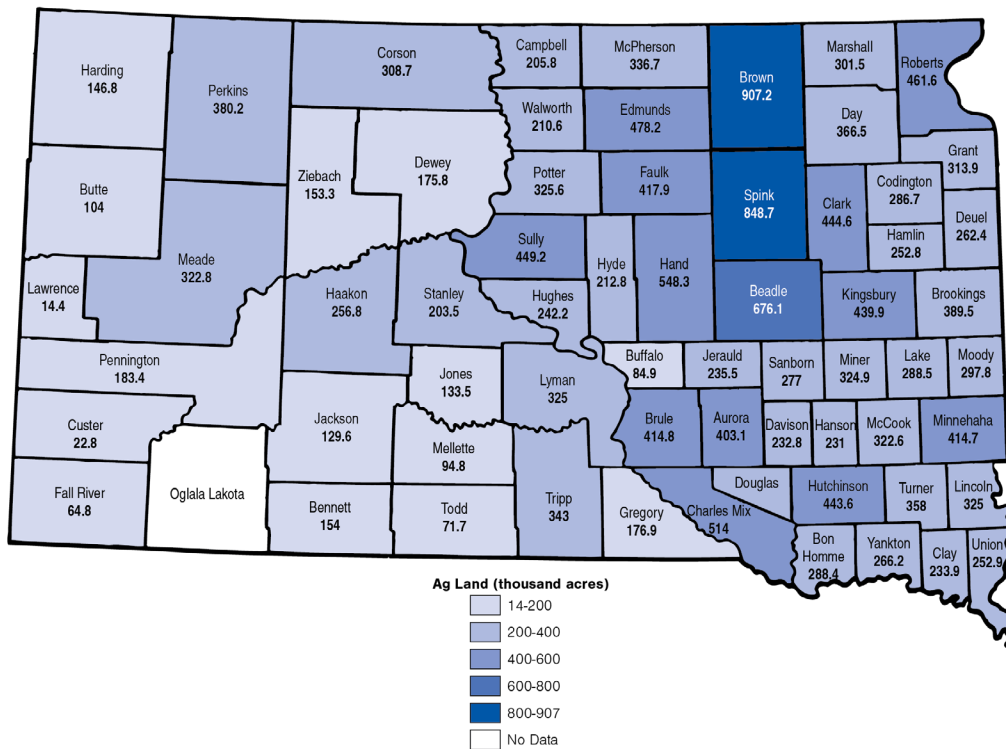 Harding
146.8
Perkins
380.2
Corson
308.7
Campbell
205.8
McPherson
336.7
Brown
907.2
Marshall
301.5
Roberts
461.6
Walworth
210.6
Edmunds
478.2
Day
366.5
Grant
313.9
Butte
104
Ziebach
153.3
Dewey
175.8
Potter
325.6
Faulk
417.9
Spink
848.7
Clark
444.6
Codington
286.7
Deuel
262.4
Hamlin
252.8
Meade
322.8
Sully
449.2
Hyde
212.8
Hand
548.3
Lawrence
14.4
Haakon
256.8
Stanley
203.5
Hughes
242.2
Beadle
676.1
Kingsbury
439.9
Brookings
389.5
Pennington
183.4
Jones
133.5
Lyman
325
Buffalo
84.9
Jerauld
235.5
Sanborn
277
Miner
324.9
Lake
288.5
Moody
297.8
Custer
22.8
Jackson
129.6
Mellette
94.8
Brule
414.8
Aurora
403.1
Davison
232.8
Hanson
231
McCook
322.6
Minnehaha
414.7
Fall River
64.8
Oglala Lakota
Bennett
154
Todd
71.7
Tripp
343
Gregory
176.9
Charles Mix
514
Douglas
Hutchinson
443.6
Turner
358
Lincoln
325
Bon
Homme
288.4
Yankton
266.2
Clay
233.9
Union
252.9
Ag Land (thousand acres)
14-200
200-400
400-600
600-800
800-907
No Data